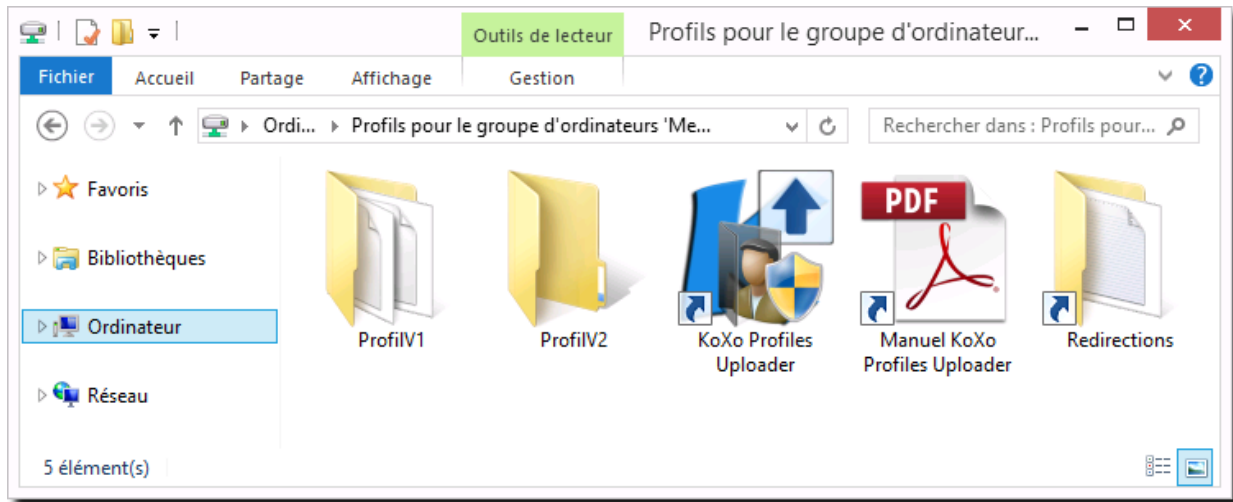 Outils de lecteur Profils pour le groupe d'ordinateur...
Fichier Accueil Partage Affichage Gestion
Ordi... Profils pour le groupe d'ordinateurs 'Me... Rechercher dans : Profils pour...
Favoris
Bibliothèques
Ordinateur
Réseau
ProfilV1
ProfilV2
KoXo Profiles
Uploader
PDF
Manuel KoXo
Profiles Uploader
Redirections
5 élément(s)